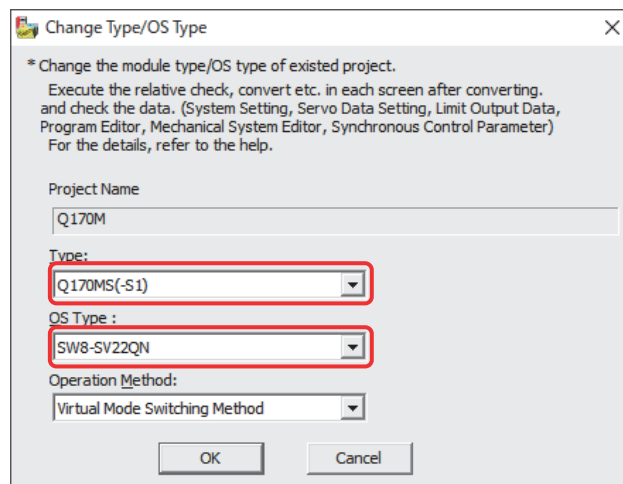 Change Type/OS Type
* Change the module type/OS type of existed project.
Execute the relative check, convert etc. in each screen after converting.
and check the data. (System Setting, Servo Data Setting, Limit Output Data,
Program Editor, Mechanical System Editor, Synchronous Control Parameter)
For the details, refer to the help.
Project Name
Q170M
Type:
Q170MS(-S1)
OS Type :
SW8-SV22QN
Operation Method:
Virtual Mode Switching Method
OK Cancel